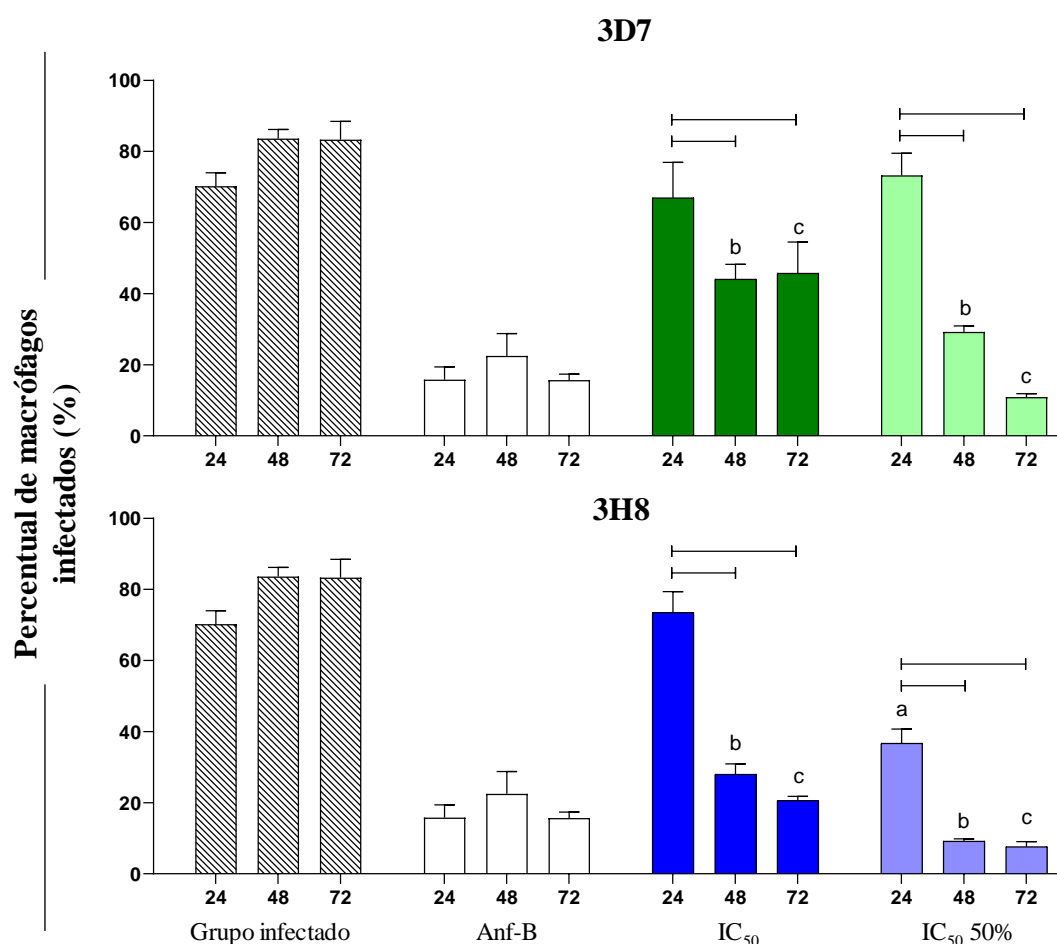 3D7
Percentual de macrófagos
infectados (%)
100
80
60
40
20
0
b
c
b
c
24 48 72 24 48 72 24 48 72 24 48 72
3H8
100
80
60
40
20
0
b
c
a
b
c
24 48 72 24 48 72 24 48 72 24 48 72
Grupo infectado Anf-B IC50 IC50 50%